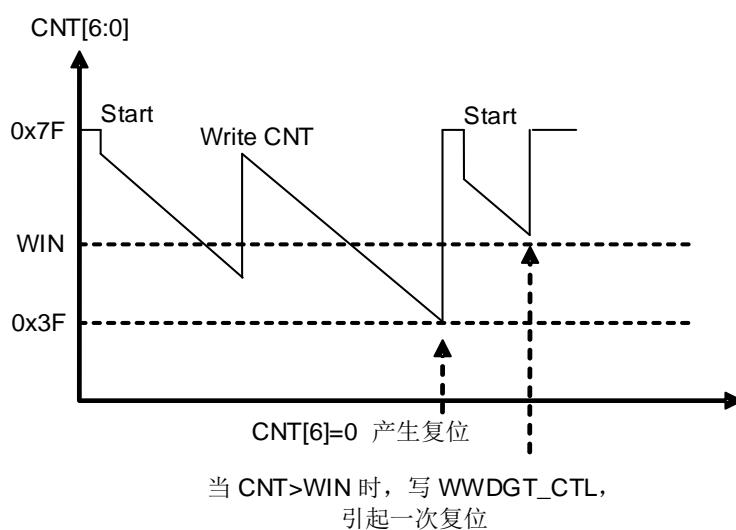 CNT[6:0]
0x7F
Start
Write CNT
Start
WIN
0x3F
CNT[6]=0 产生复位
当 CNT>WIN 时，写 WWDGT_CTL，
引起一次复位